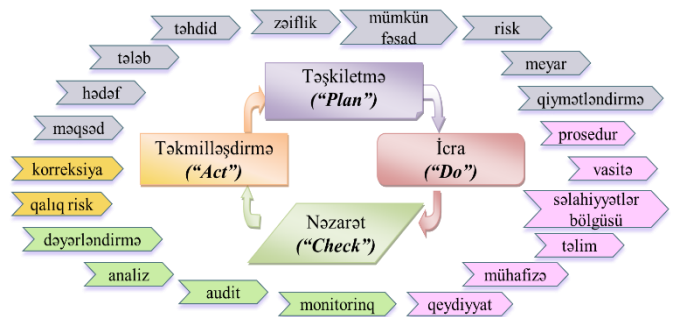 məqsəd
hədəf
tələb
təhdid
zəiflik
mümkün
fəsad
risk
meyar
qiymətləndirmə
prosedur
vasitə
səlahiyyətlər
bölgüsü
təlim
mühafizə
qeydiyyat
monitorinq
audit
analiz
dəyərləndirmə
qalıq risk
korreksiya
Təşkiletmə
(“Plan”)
İcra
(“Do”)
Nəzarət
(“Check”)
Təkmilləşdirmə
(“Act”)